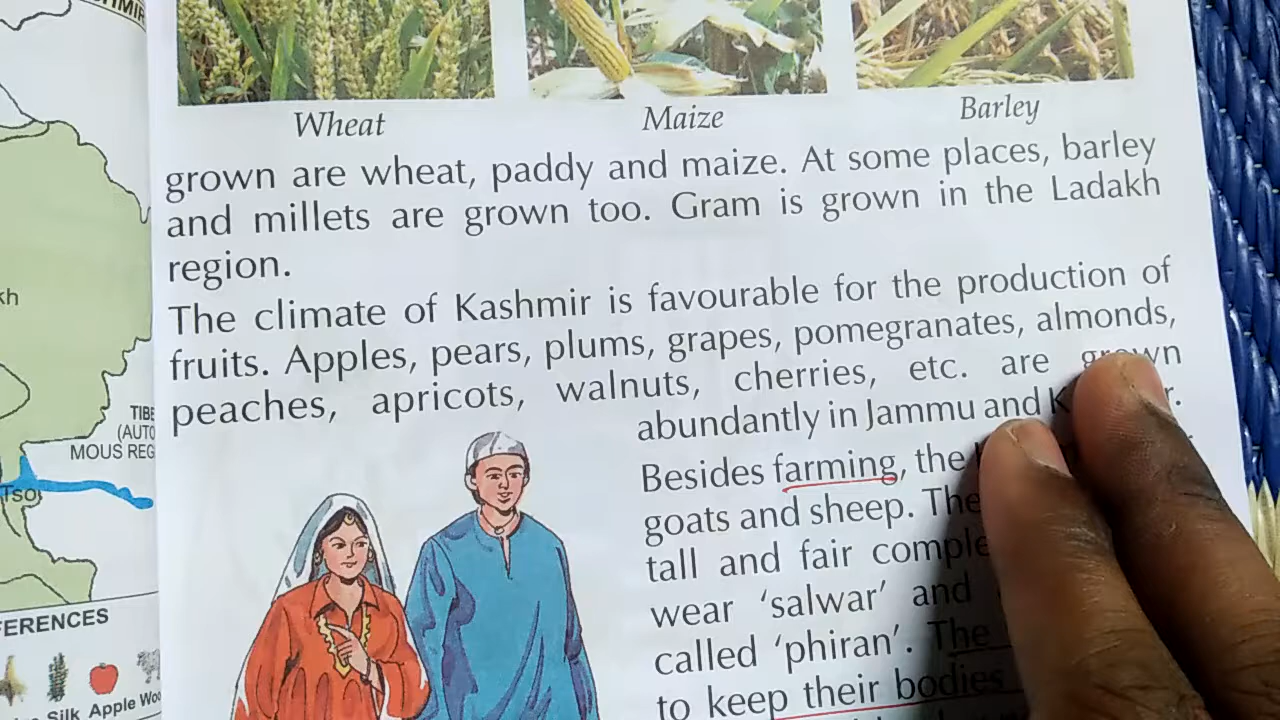 Wheat
Maize
Barley
grown are wheat, paddy and maize. At some places, barley
and millets are grown too. Gram is grown in the Ladakh
region.
The climate of Kashmir is favourable for the production of
fruits. Apples, pears, plums, grapes, pomegranates, almonds,
peaches, apricots, walnuts, cherries, etc. are grown
abundantly in Jammu and
Besides farming, the
goats and sheep. The
tall and fair
wear 'salwar' and
called 'phiran'. The
to keep their bodies
TIBE
(AUTO
MOUS REG
Tso
FERENCES
Silk Apple Woo